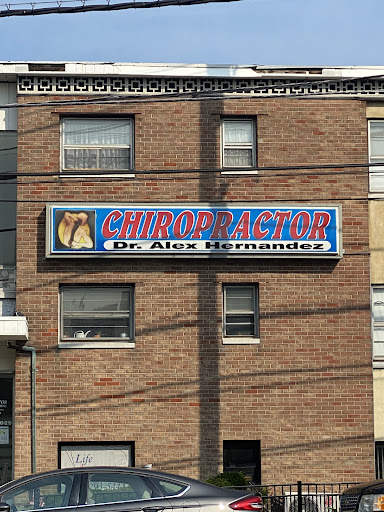 CHIROPRACTOR
Dr. Alex Hernandez
Life